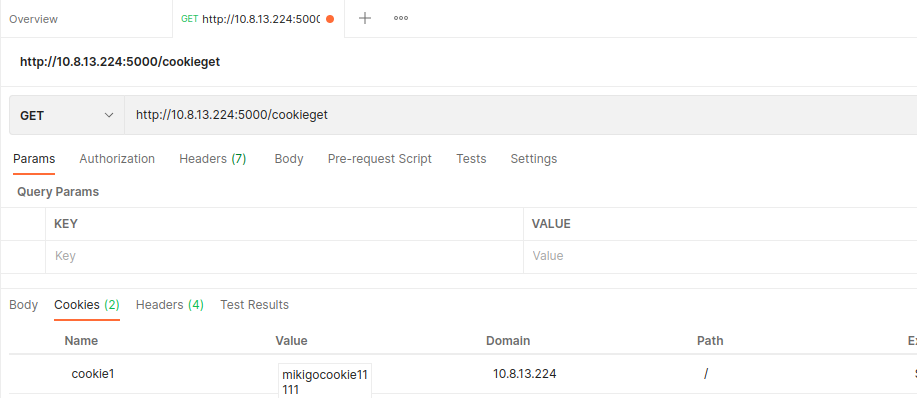 Overview
GET http://10.8.13.224:5000
http://10.8.13.224:5000/cookieget
GET http://10.8.13.224:5000/cookieget
Params Authorization Headers (7) Body Pre-request Script Tests Settings
Query Params
KEY VALUE
Key Value
Body Cookies (2) Headers (4) Test Results
Name Value Domain Path
cookie1 mikigocookie11 10.8.13.224 /
111